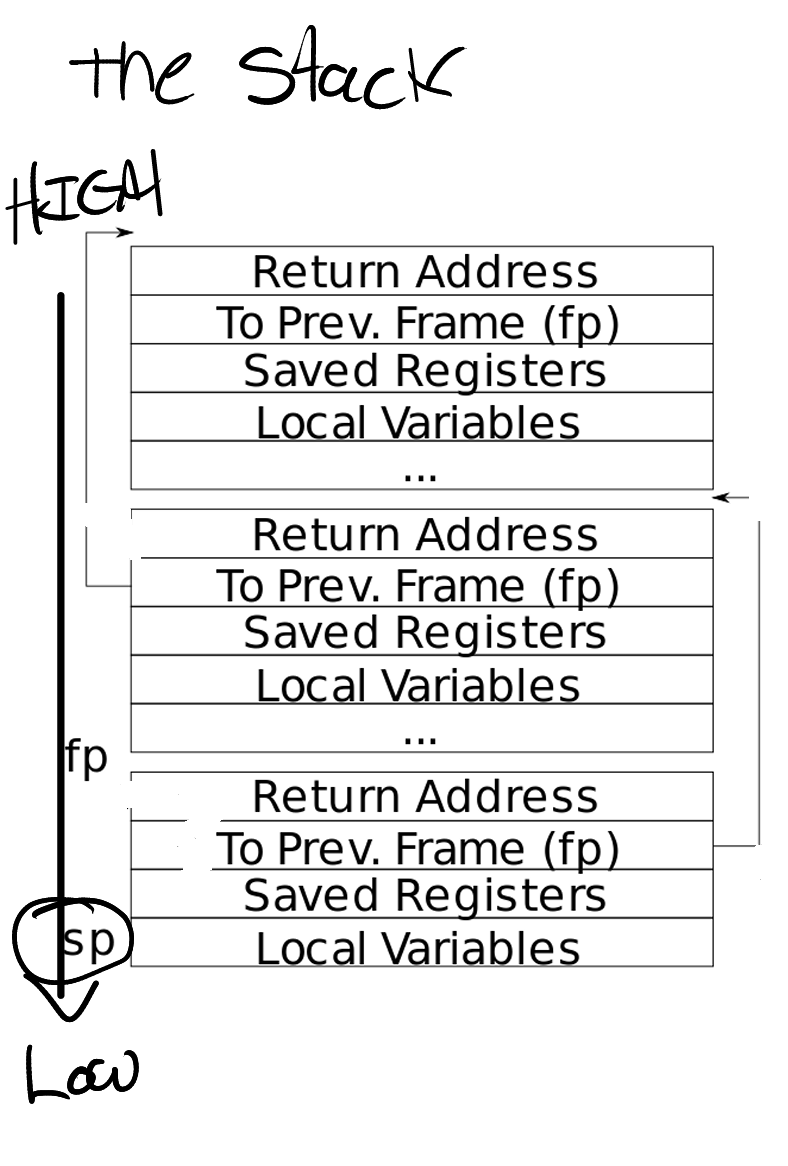 the Stack
HIGH
Return Address
To Prev. Frame (fp)
Saved Registers
Local Variables
...
Return Address
To Prev. Frame (fp)
Saved Registers
Local Variables
...
fp
Return Address
To Prev. Frame (fp)
Saved Registers
sp
Local Variables
Low